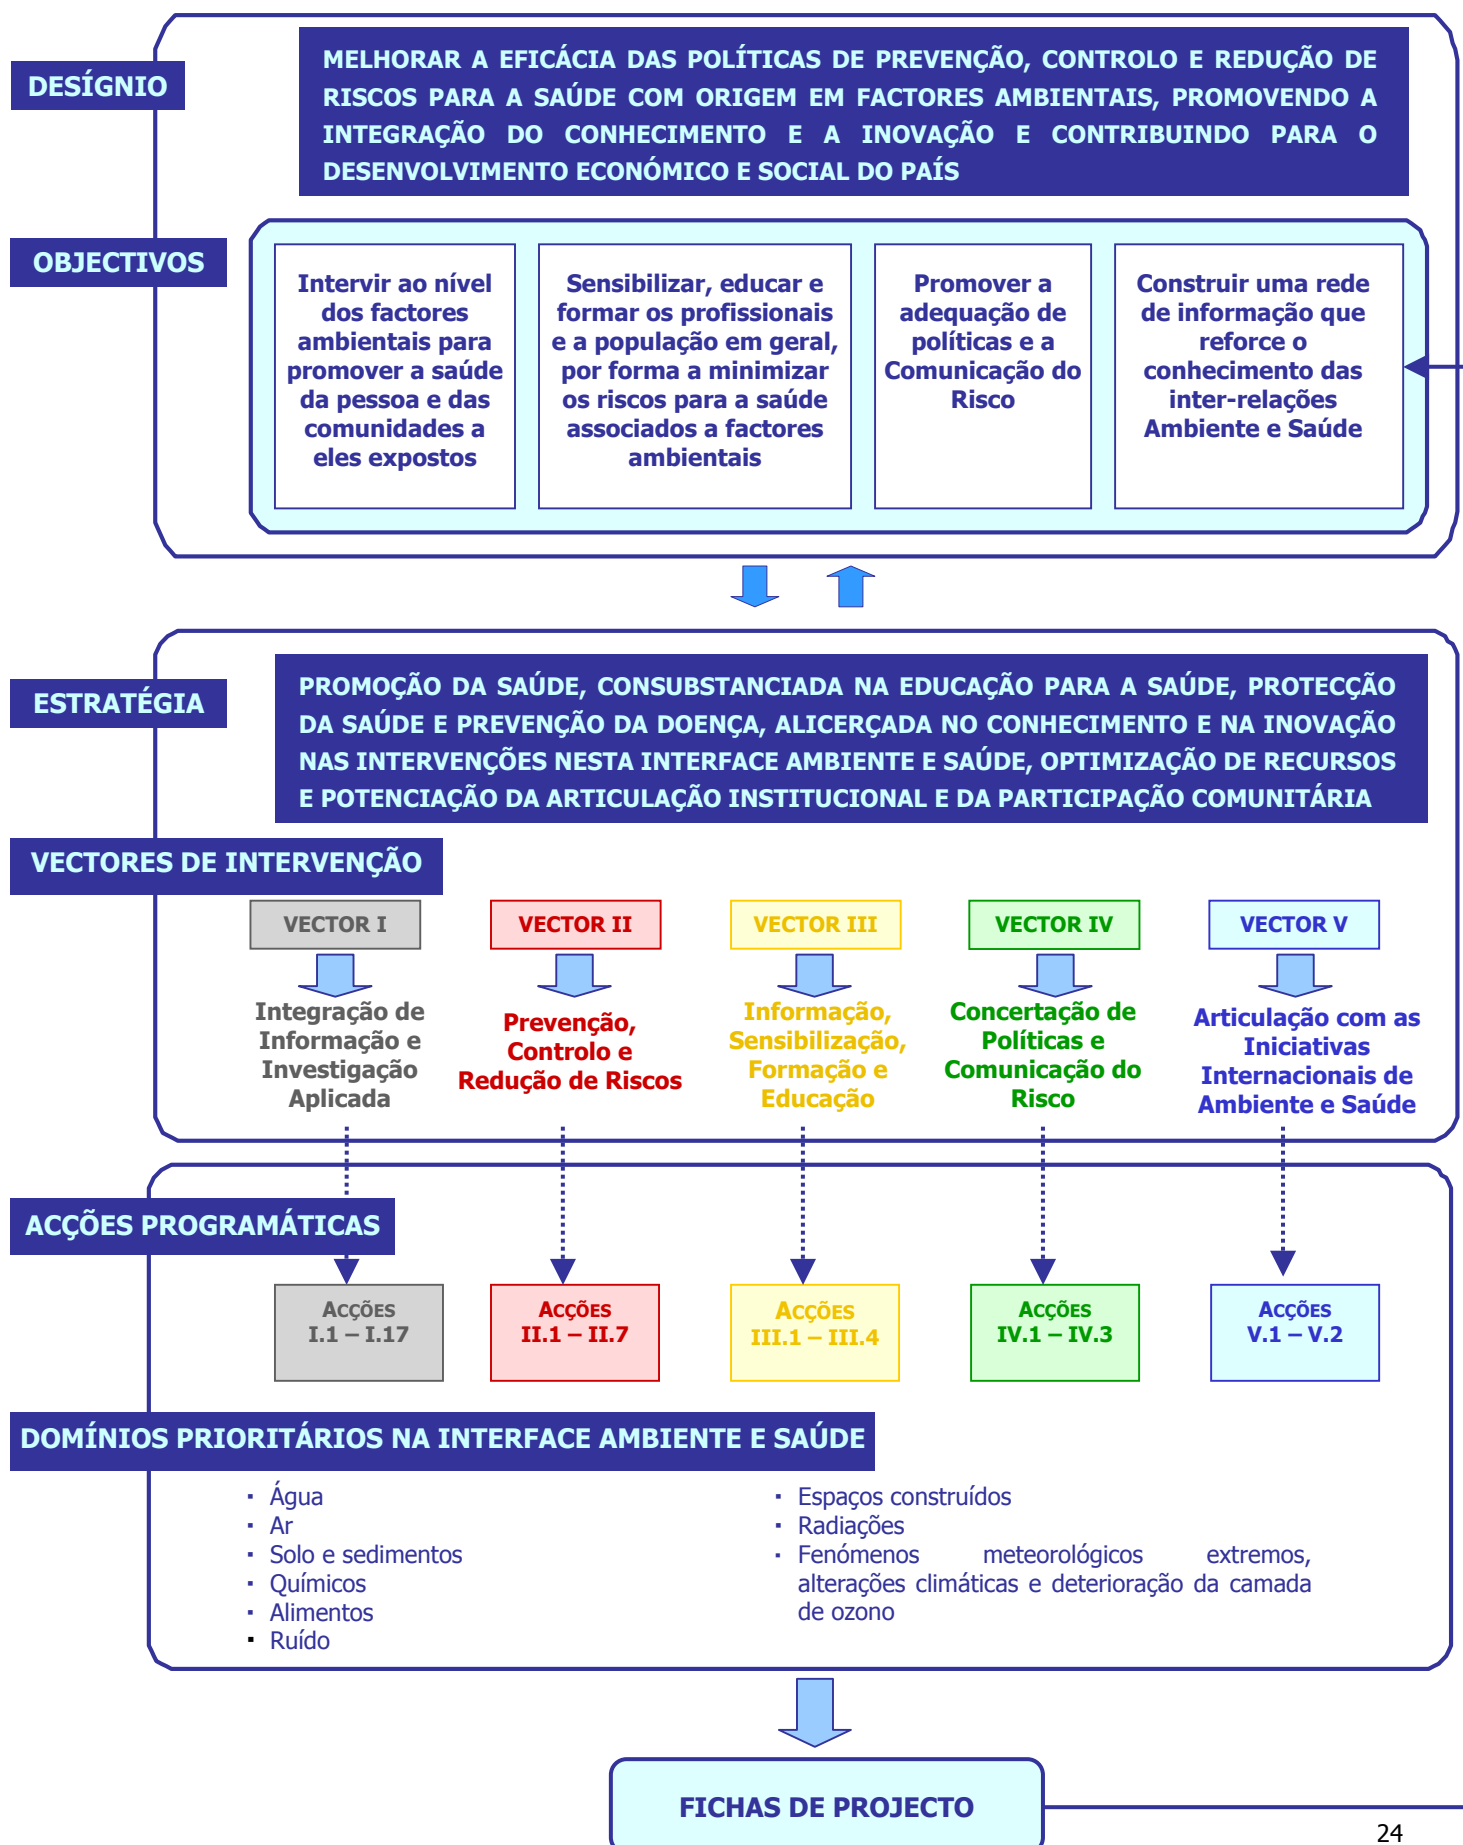 DESÍGNIO
MELHORAR A EFICÁCIA DAS POLÍTICAS DE PREVENÇÃO, CONTROLO E REDUÇÃO DE
RISCOS PARA A SAÚDE COM ORIGEM EM FACTORES AMBIENTAIS, PROMOVENDO A
INTEGRAÇÃO DO CONHECIMENTO E A INOVAÇÃO E CONTRIBUINDO PARA O
DESENVOLVIMENTO ECONÓMICO E SOCIAL DO PAÍS
OBJECTIVOS
Intervir ao nível
dos factores
ambientais para
promover a saúde
da pessoa e das
comunidades a
eles expostos
Sensibilizar, educar e
formar os profissionais
e a população em geral,
por forma a minimizar
os riscos para a saúde
associados a factores
ambientais
Promover a
adequação de
políticas e a
Comunicação do
Risco
Construir uma rede
de informação que
reforce o
conhecimento das
inter-relações
Ambiente e Saúde
ESTRATÉGIA
PROMOÇÃO DA SAÚDE, CONSUBSTANCIADA NA EDUCAÇÃO PARA A SAÚDE, PROTECÇÃO
DA SAÚDE E PREVENÇÃO DA DOENÇA, ALICERÇADA NO CONHECIMENTO E NA INOVAÇÃO
NAS INTERVENÇÕES NESTA INTERFACE AMBIENTE E SAÚDE, OPTIMIZAÇÃO DE RECURSOS
E POTENCIAÇÃO DA ARTICULAÇÃO INSTITUCIONAL E DA PARTICIPAÇÃO COMUNITÁRIA
VECTORES DE INTERVENÇÃO
VECTOR I
Integração de
Informação e
Investigação
Aplicada
VECTOR II
Prevenção,
Controlo e
Redução de Riscos
VECTOR III
Informação,
Sensibilização,
Formação e
Educação
VECTOR IV
Concertação de
Políticas e
Comunicação do
Risco
VECTOR V
Articulação com as
Iniciativas
Internacionais de
Ambiente e Saúde
ACÇÕES PROGRAMÁTICAS
ACÇÕES
I.1 – I.17
ACÇÕES
II.1 – II.7
ACÇÕES
III.1 – III.4
ACÇÕES
IV.1 – IV.3
ACÇÕES
V.1 – V.2
DOMÍNIOS PRIORITÁRIOS NA INTERFACE AMBIENTE E SAÚDE
▪ Água
▪ Ar
▪ Solo e sedimentos
▪ Químicos
▪ Alimentos
▪ Ruído
▪ Espaços construídos
▪ Radiações
▪ Fenómenos meteorológicos extremos,
alterações climáticas e deterioração da camada
de ozono
FICHAS DE PROJECTO
24